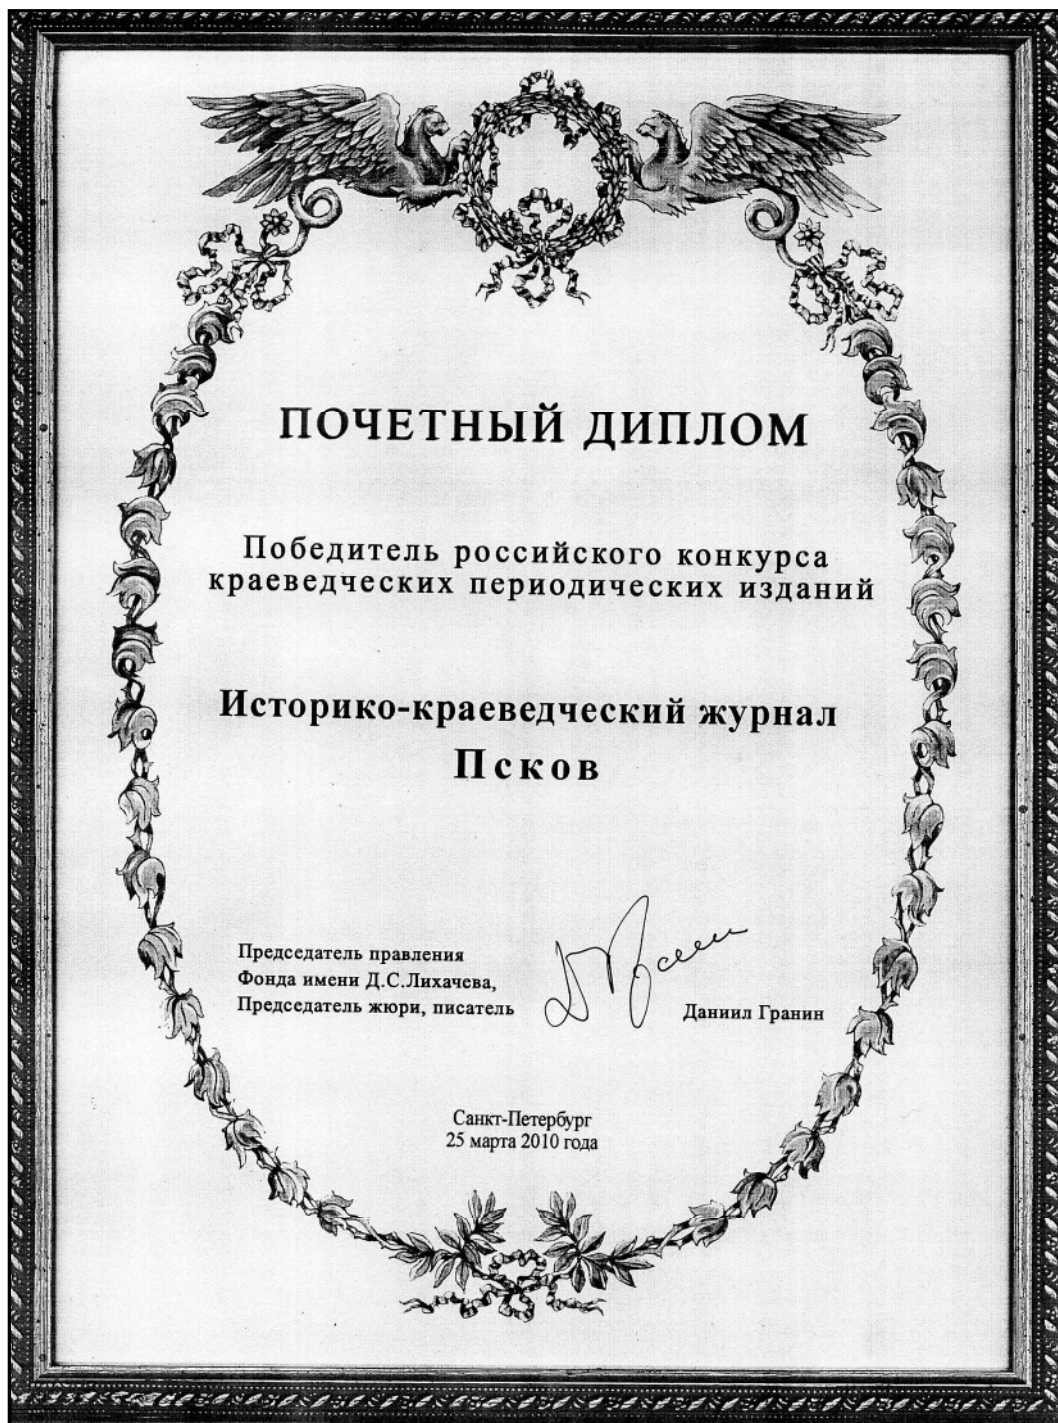 ПОЧЕТНЫЙ ДИПЛОМ
Победитель российского конкурса
краеведческих периодических изданий
Историко-краеведческий журнал
Псков
Председатель правления
Фонда имени Д.С.Лихачева,
Председатель жюри, писатель
Даниил Гранин
Санкт-Петербург
25 марта 2010 года